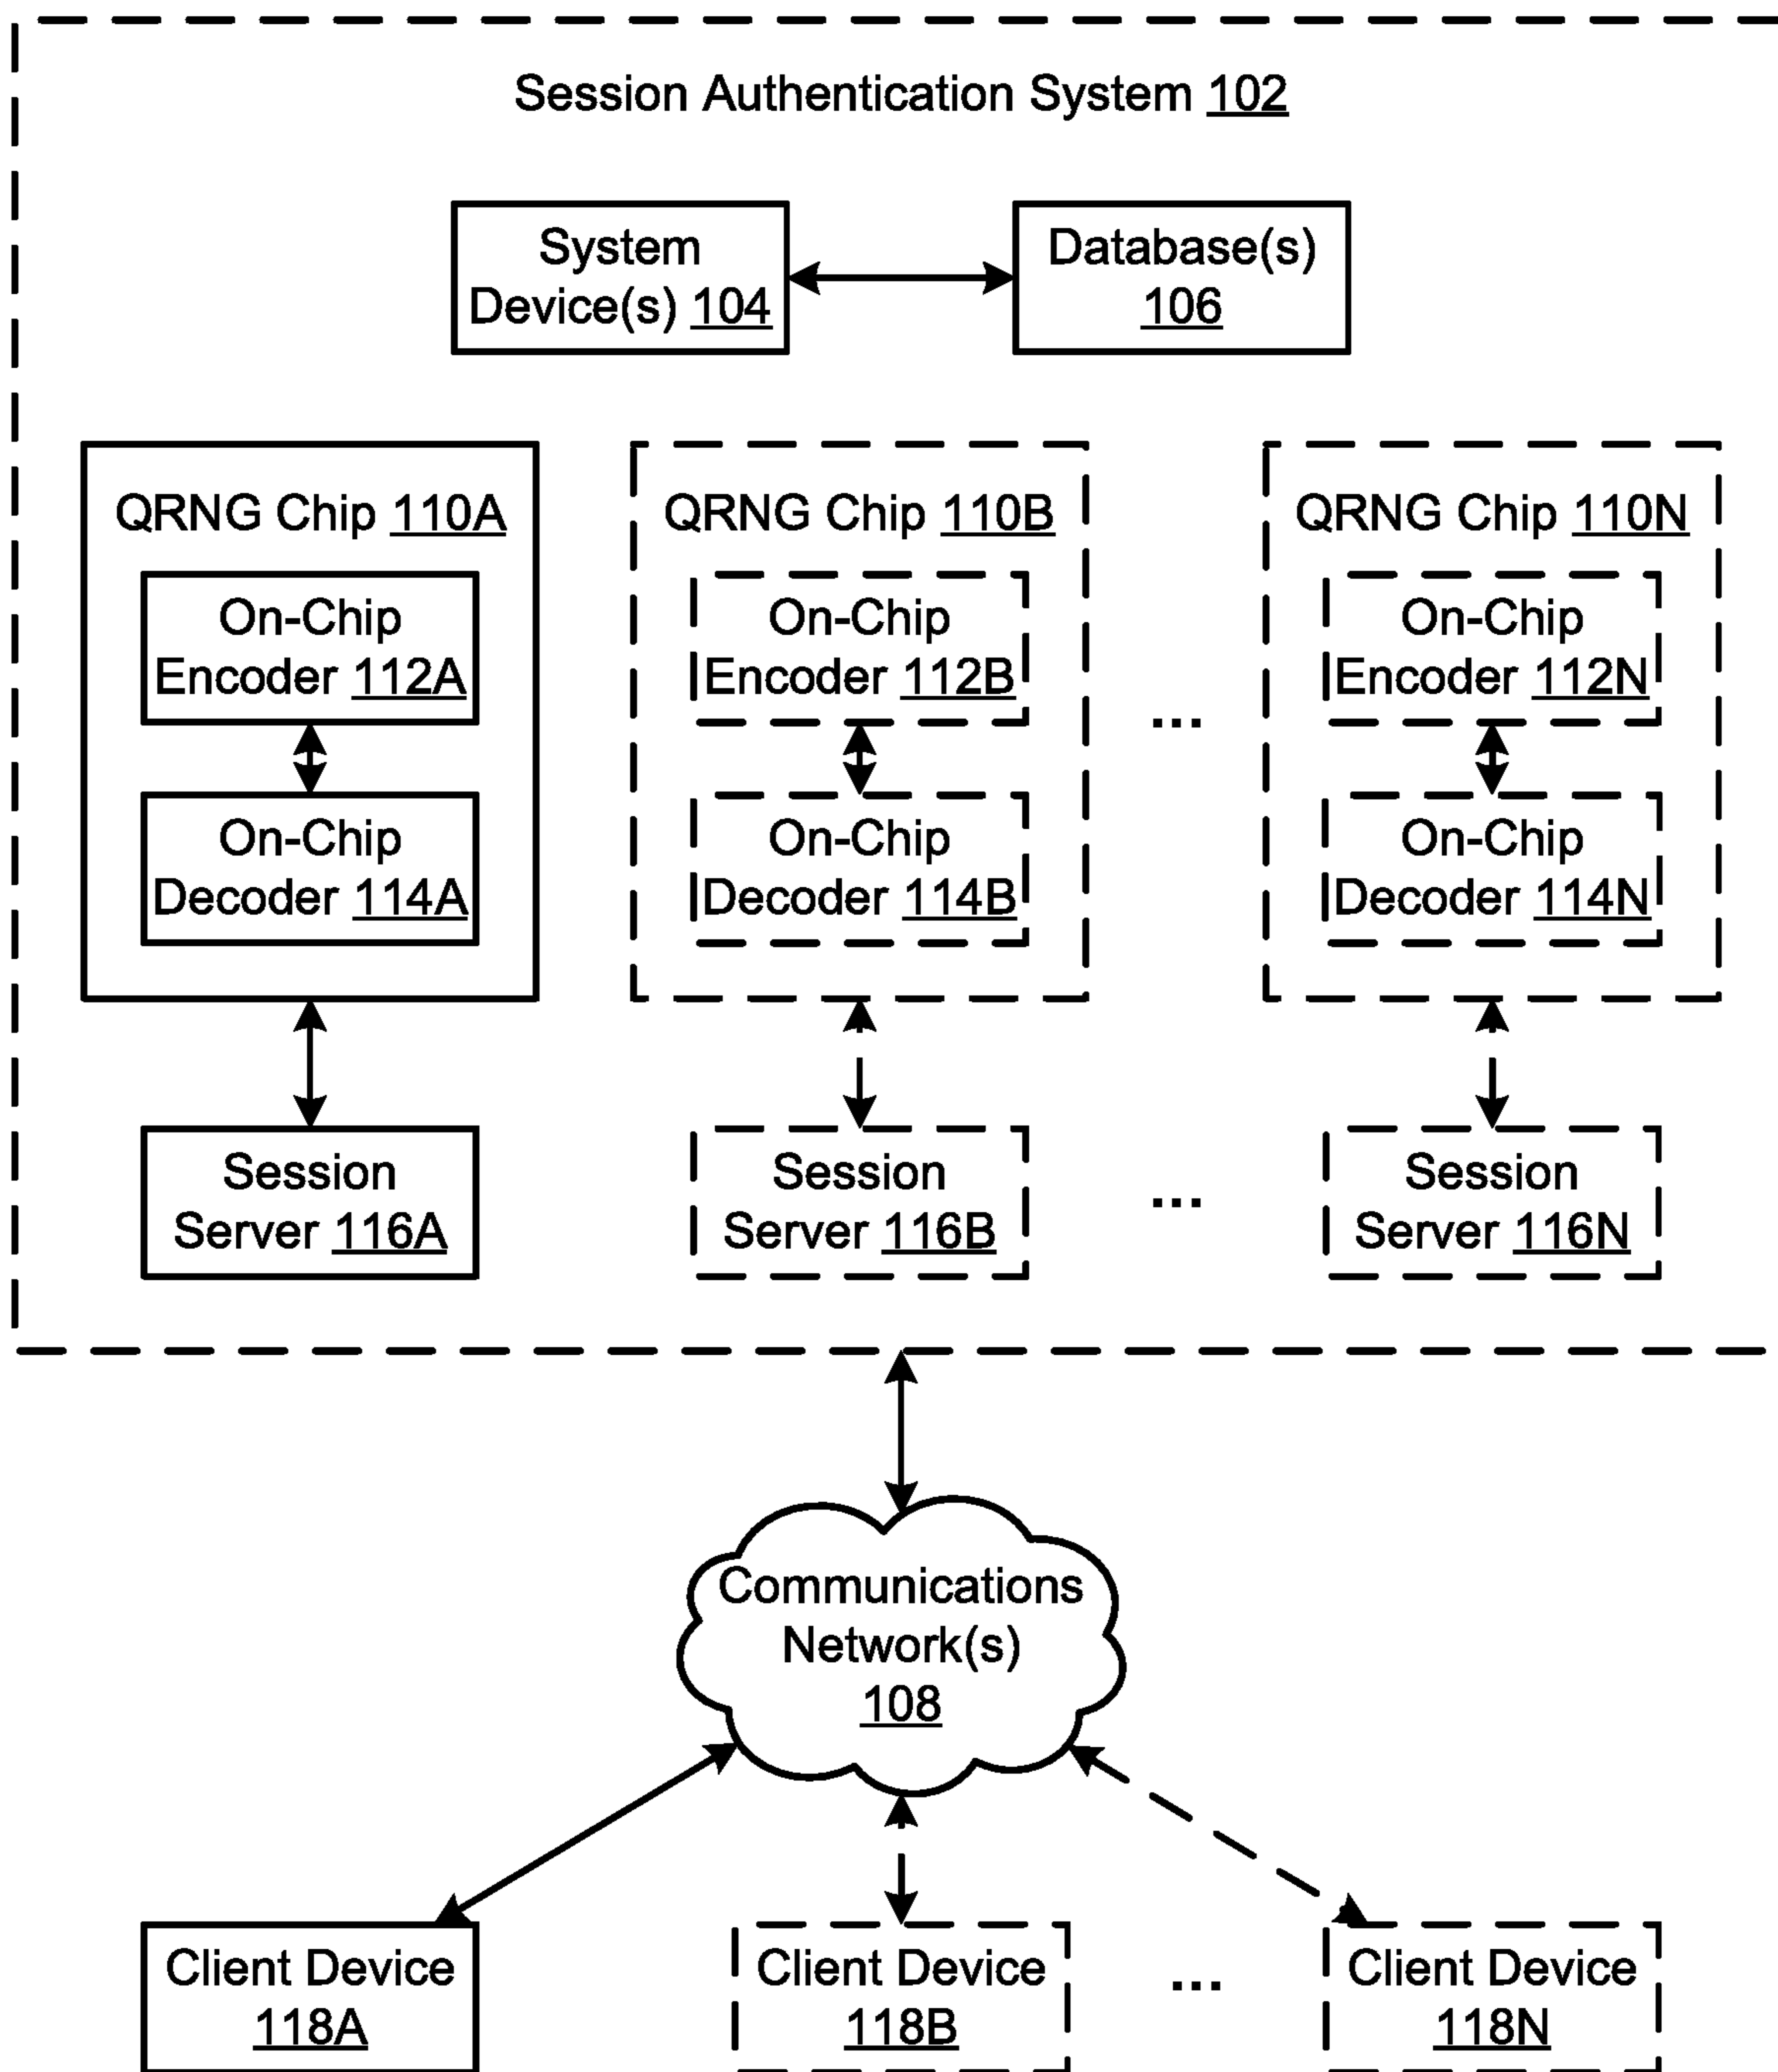 Session Authentication System 102
System
Device(s) 104
Database(s)
106
QRNG Chip 110A
On-Chip
Encoder 112A
On-Chip
Decoder 114A
QRNG Chip 110B
On-Chip
Encoder 112B
On-Chip
Decoder 114B
...
QRNG Chip 110N
On-Chip
Encoder 112N
On-Chip
Decoder 114N
Session
Server 116A
Session
Server 116B
...
Session
Server 116N
Communications
Network(s)
108
Client Device
118A
Client Device
118B
...
Client Device
118N